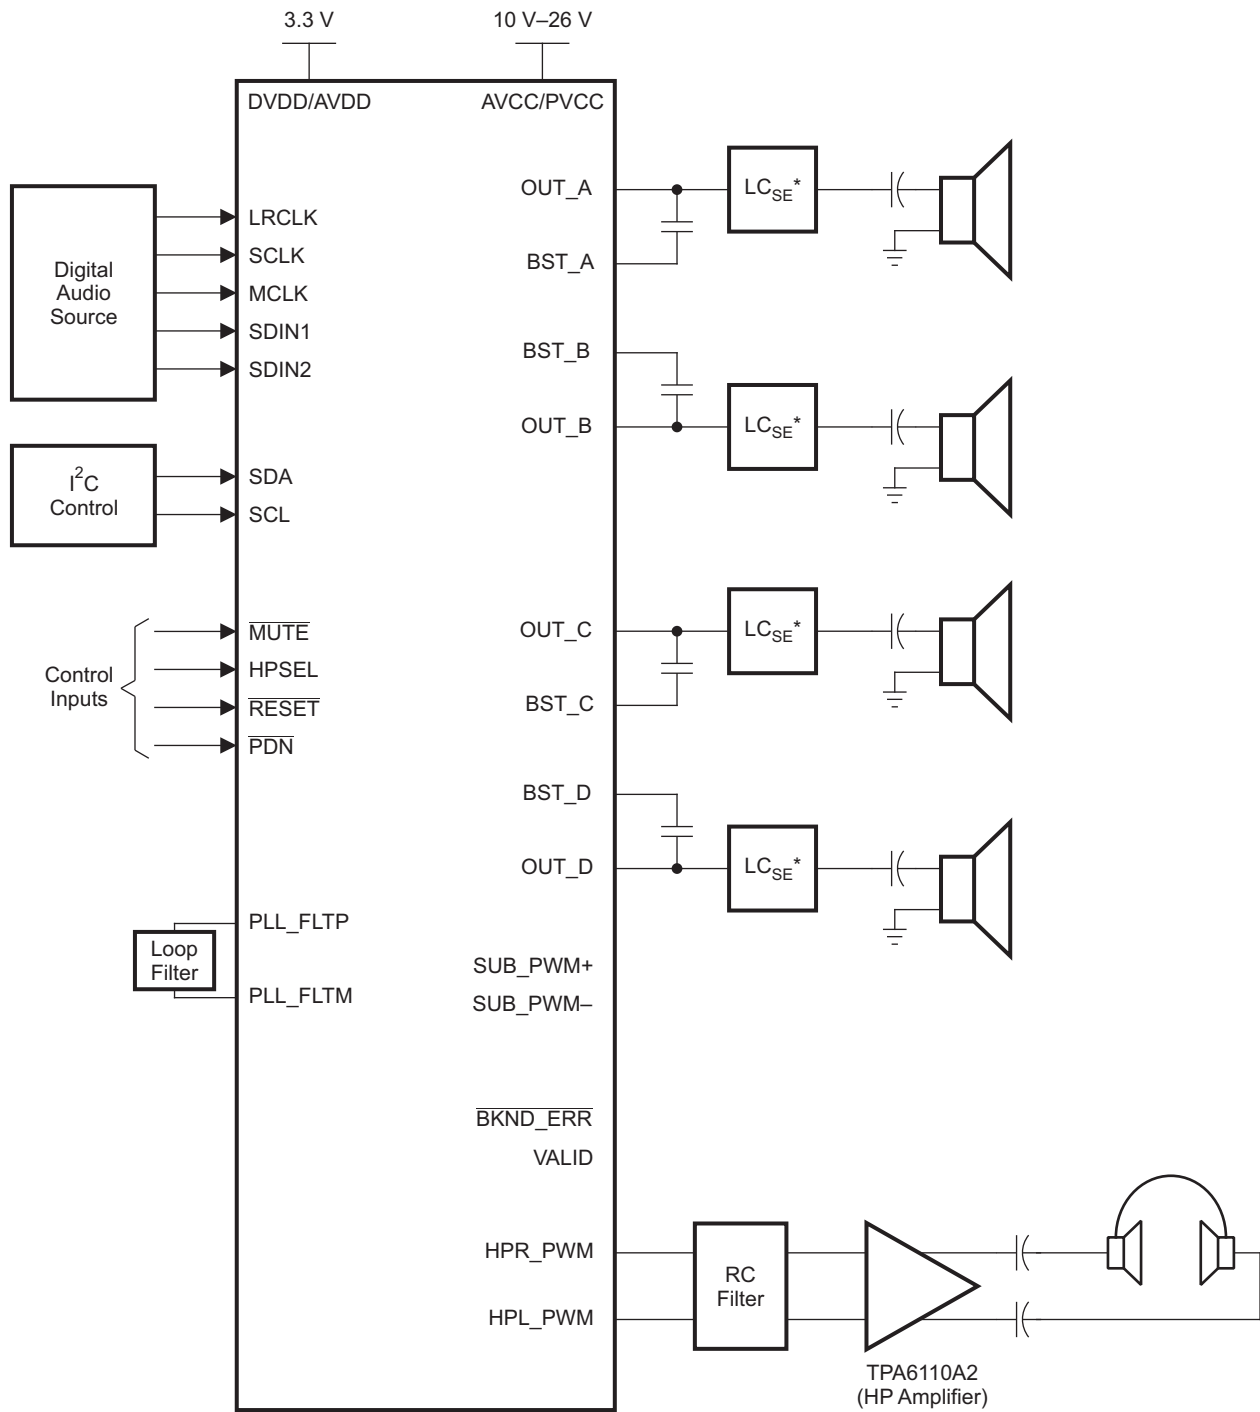 3.3 V
10 V–26 V
DVDD/AVDD
AVCC/PVCC
Digital
Audio
Source
LRCLK
SCLK
MCLK
SDIN1
SDIN2
I2C
Control
SDA
SCL
Control
Inputs
MUTE
HPSEL
RESET
PDN
Loop
Filter
PLL_FLTP
PLL_FLTM
OUT_A
LCSE*
BST_A
BST_B
OUT_B
LCSE*
OUT_C
LCSE*
BST_C
BST_D
OUT_D
LCSE*
SUB_PWM+
SUB_PWM–
BKND_ERR
VALID
HPR_PWM
HPL_PWM
RC
Filter
TPA6110A2
(HP Amplifier)